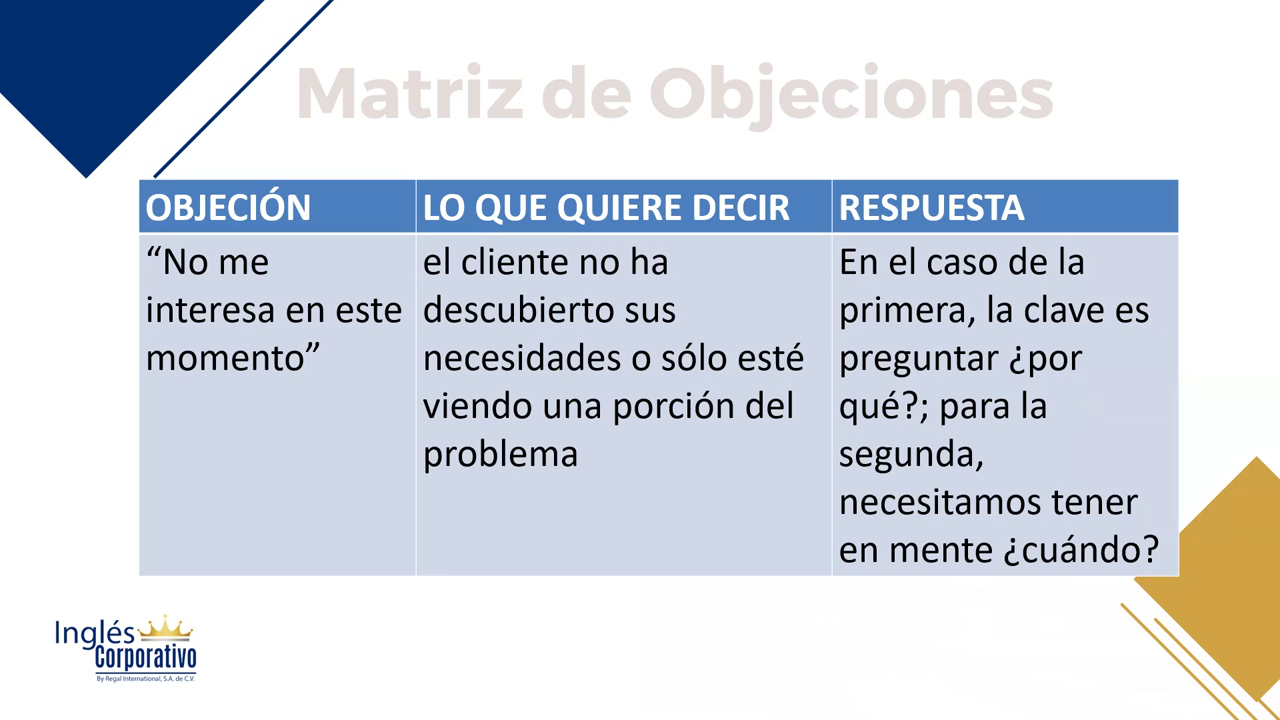 Matriz de Objeciones
OBJECIÓN
LO QUE QUIERE DECIR
RESPUESTA
“No me
interesa en este
momento”
el cliente no ha
descubierto sus
necesidades o sólo esté
viendo una porción del
problema
En el caso de la
primera, la clave es
preguntar ¿por
qué?; para la
segunda,
necesitamos tener
en mente ¿cuándo?
Inglés
Corporativo
By Regal International, S.A. de C.V.